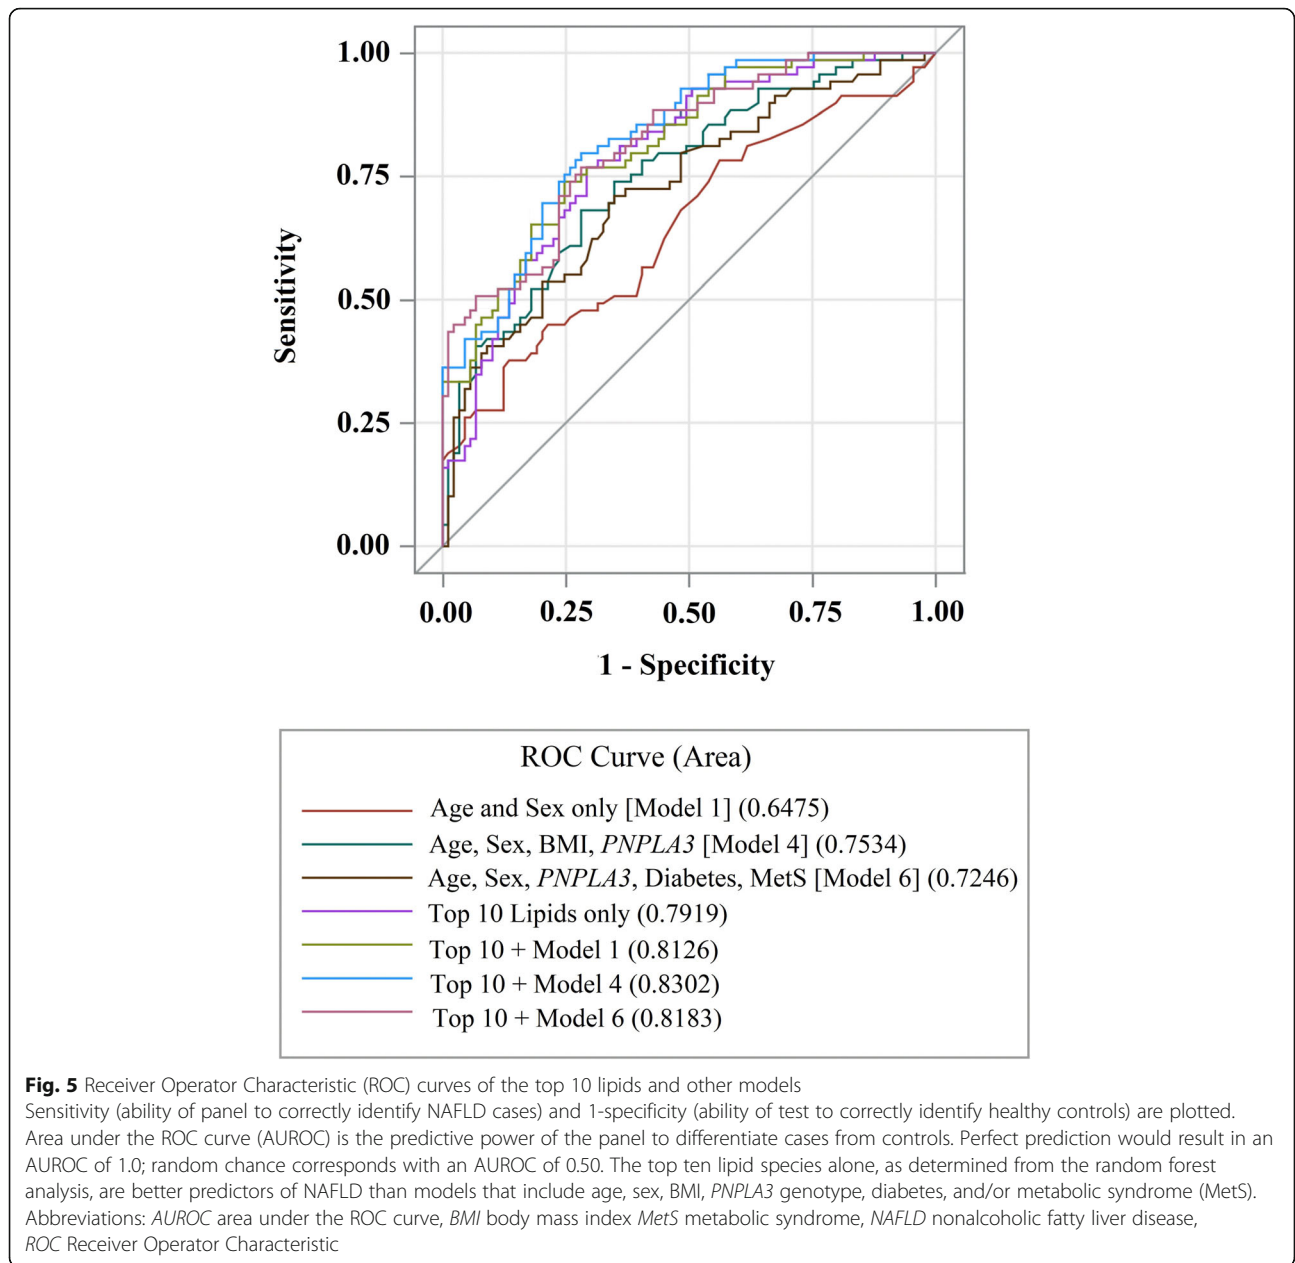 1.00
0.75
0.50
0.25
0.00
Sensitivity
0.00 0.25 0.50 0.75 1.00
1 - Specificity
ROC Curve (Area)
Age and Sex only [Model 1] (0.6475)
Age, Sex, BMI, PNPLA3 [Model 4] (0.7534)
Age, Sex, PNPLA3, Diabetes, MetS [Model 6] (0.7246)
Top 10 Lipids only (0.7919)
Top 10 + Model 1 (0.8126)
Top 10 + Model 4 (0.8302)
Top 10 + Model 6 (0.8183)
Fig. 5 Receiver Operator Characteristic (ROC) curves of the top 10 lipids and other models
Sensitivity (ability of panel to correctly identify NAFLD cases) and 1-specificity (ability of test to correctly identify healthy controls) are plotted.
Area under the ROC curve (AUROC) is the predictive power of the panel to differentiate cases from controls. Perfect prediction would result in an
AUROC of 1.0; random chance corresponds with an AUROC of 0.50. The top ten lipid species alone, as determined from the random forest
analysis, are better predictors of NAFLD than models that include age, sex, BMI, PNPLA3 genotype, diabetes, and/or metabolic syndrome (MetS).
Abbreviations: AUROC area under the ROC curve, BMI body mass index MetS metabolic syndrome, NAFLD nonalcoholic fatty liver disease,
ROC Receiver Operator Characteristic